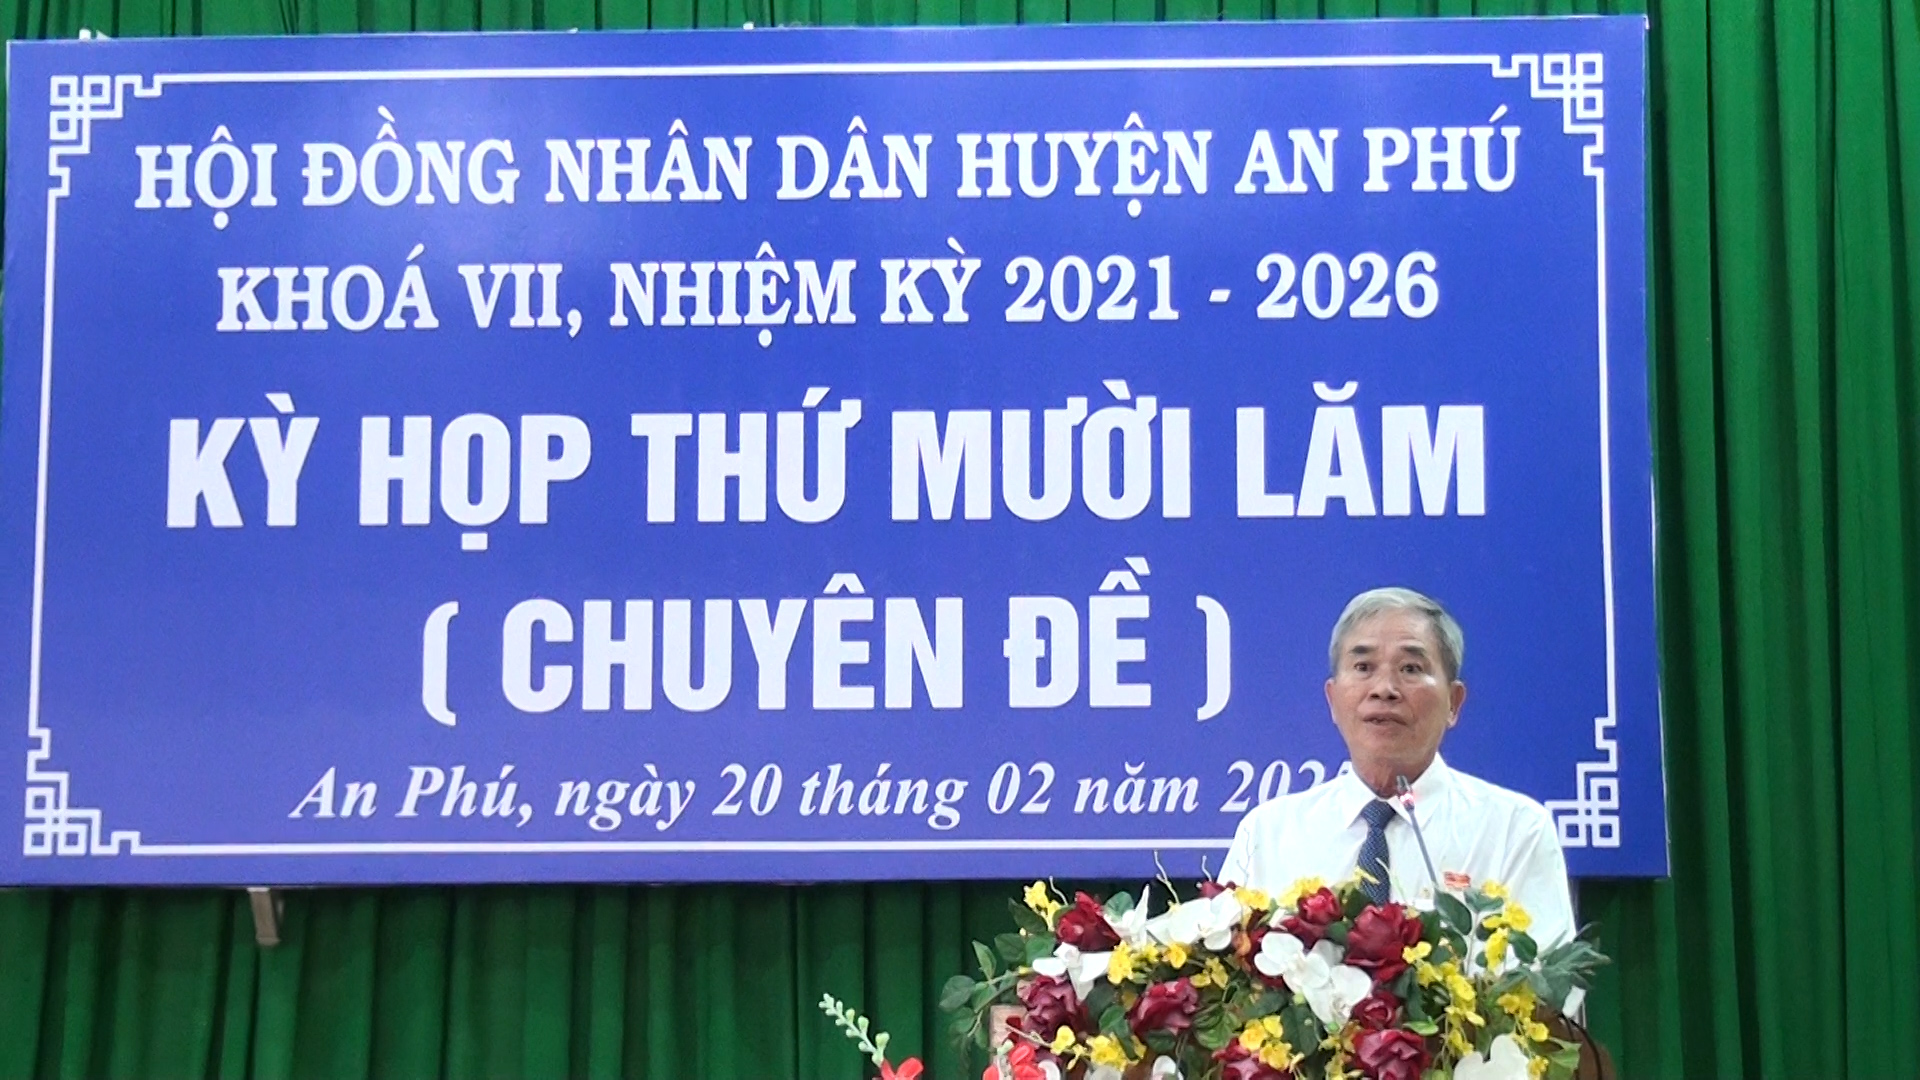 HỘI ĐỒNG NHÂN DÂN HUYỆN AN PHÚ
KHOÁ VII, NHIỆM KỲ 2021 - 2026
KỲ HỌP THỨ MƯỜI LĂM
( CHUYÊN ĐỀ )
An Phú, ngày 20 tháng 02 năm